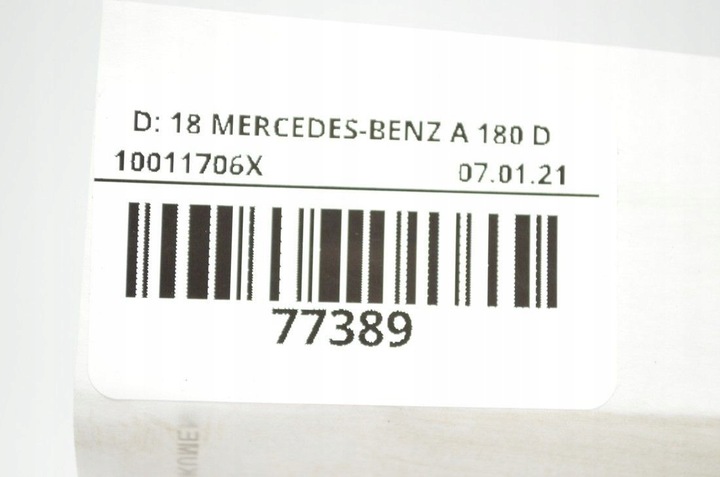 D: 18 MERCEDES-BENZ A 180 D
10011706X 07.01.21
77389